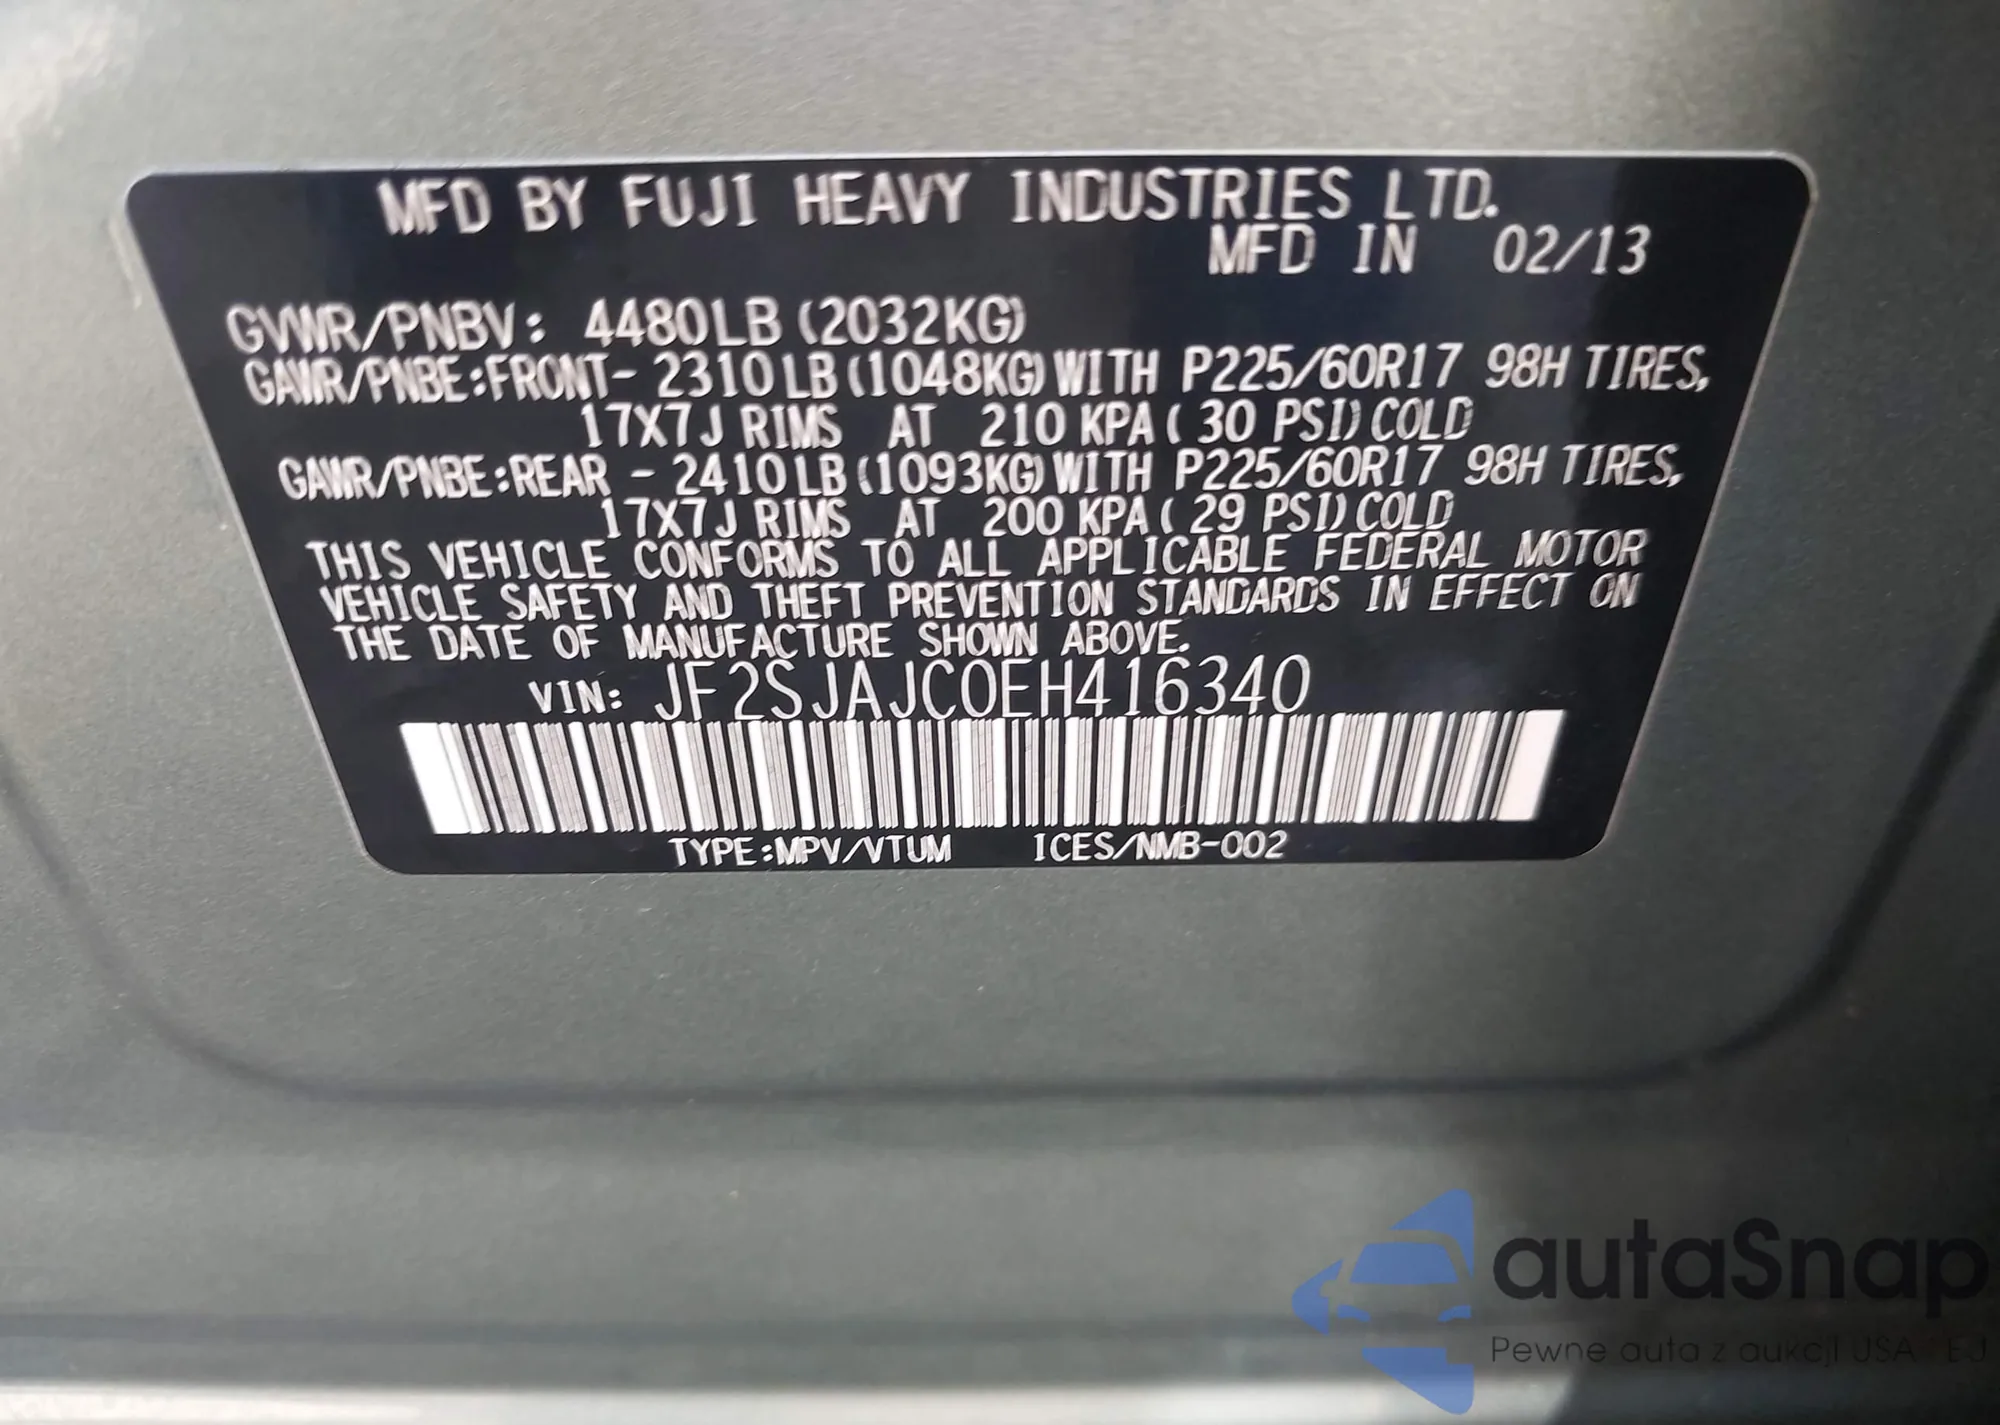 MFD BY FUJI HEAVY INDUSTRIES LTD.
MFD IN 02/13
GVWR/PNBV: 4480LB (2032KG)
GAWR/PNBE:FRONT- 2310LB (1048KG) WITH P225/60R17 98H TIRES,
17X7J RIMS AT 210 KPA ( 30 PSI) COLD
GAWR/PNBE:REAR - 2410LB (1093KG) WITH P225/60R17 98H TIRES,
17X7J RIMS AT 200 KPA ( 29 PSI) COLD
THIS VEHICLE CONFORMS TO ALL APPLICABLE FEDERAL MOTOR
VEHICLE SAFETY AND THEFT PREVENTION STANDARDS IN EFFECT ON
THE DATE OF MANUFACTURE SHOWN ABOVE.
VIN: JF2SJAJC0EH416340
TYPE:MPV/VTUM ICES/NMB-002
autaSnap
Pewne auta z aukcji USA